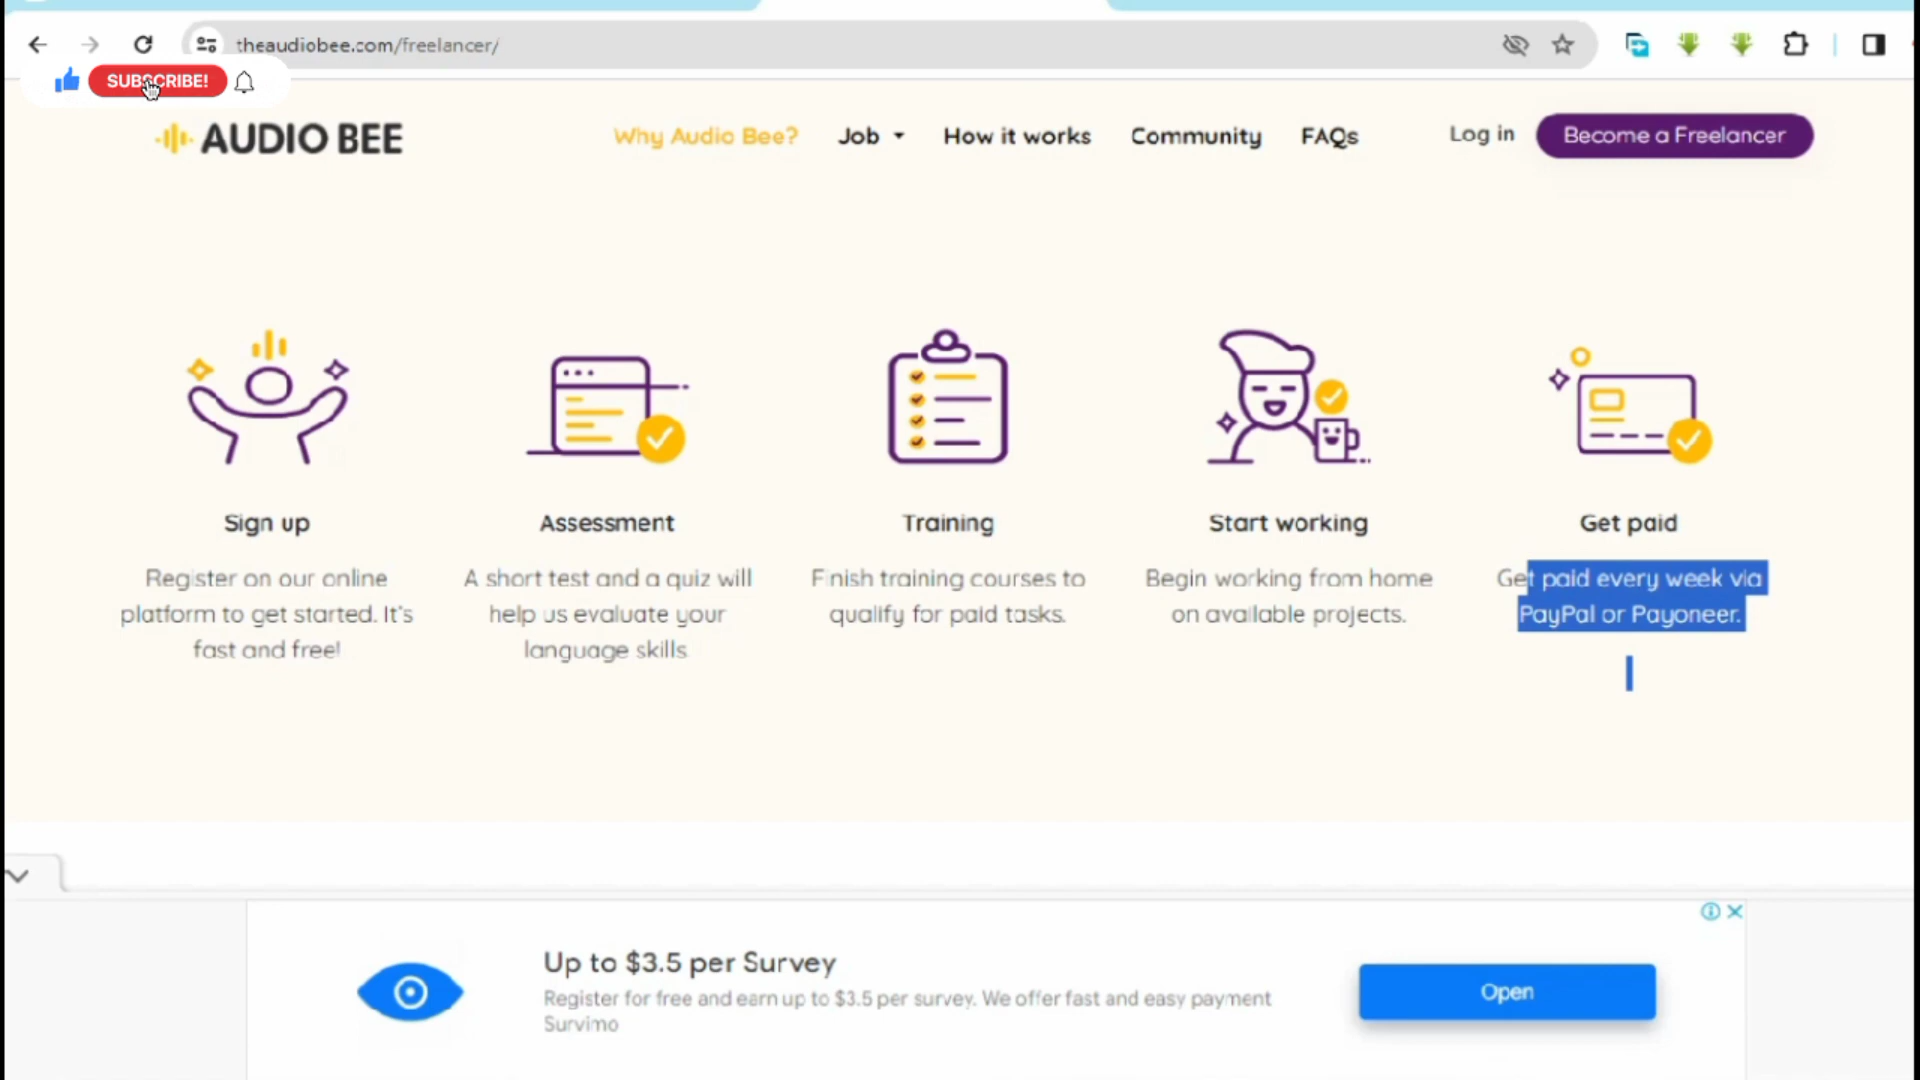 theaudiobee.com/freelancer/
SUBSCRIBE!
AUDIO BEE
Why Audio Bee?
Job
How it works
Community
FAQs
Log in
Become a Freelancer
Sign up
Register on our online
platform to get started. It's
fast and free!
Assessment
A short test and a quiz will
help us evaluate your
language skills
Training
Finish training courses to
qualify for paid tasks.
Start working
Begin working from home
on available projects.
Get paid
Get paid every week via
PayPal or Payoneer.
Up to $3.5 per Survey
Register for free and earn up to $3.5 per survey. We offer fast and easy payment
Survimo
Open